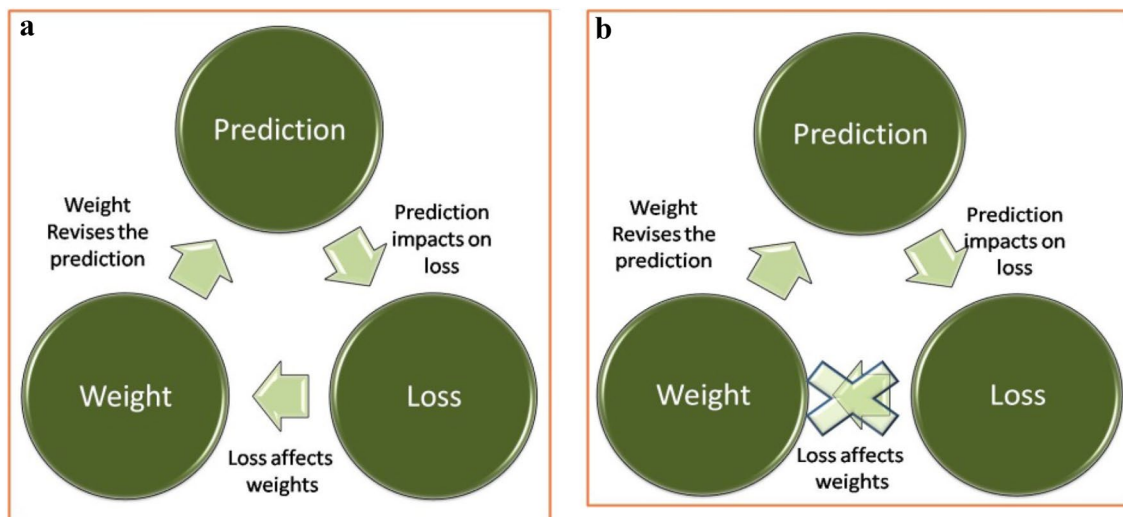 a
Prediction
Weight
Revises the
prediction
Prediction
impacts on
loss
Weight
Loss
Loss affects
weights
b
Prediction
Weight
Revises the
prediction
Prediction
impacts on
loss
Weight
Loss
Loss affects
weights